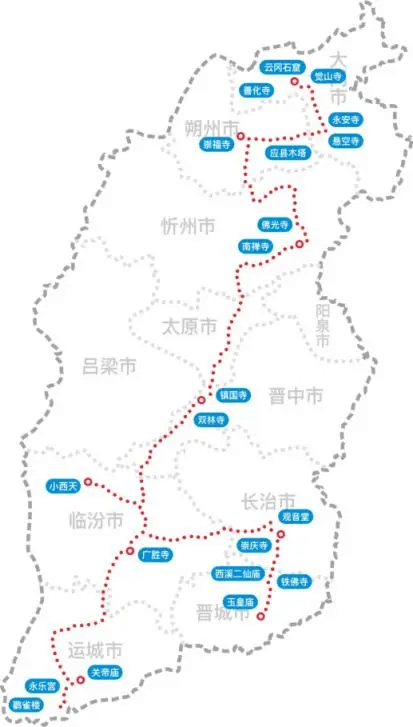 云冈石窟
大
市
觉山寺
善化寺
永安寺
朔州市
崇福寺
应县木塔
悬空寺
忻州市
佛光寺
南禅寺
太原市
阳泉市
吕梁市
晋中市
镇国寺
双林寺
小西天
长治市
临汾市
观音堂
崇庆寺
广胜寺
西溪二仙庙
铁佛寺
玉皇庙
晋城市
运城市
关帝庙
永乐宫
鹳雀楼